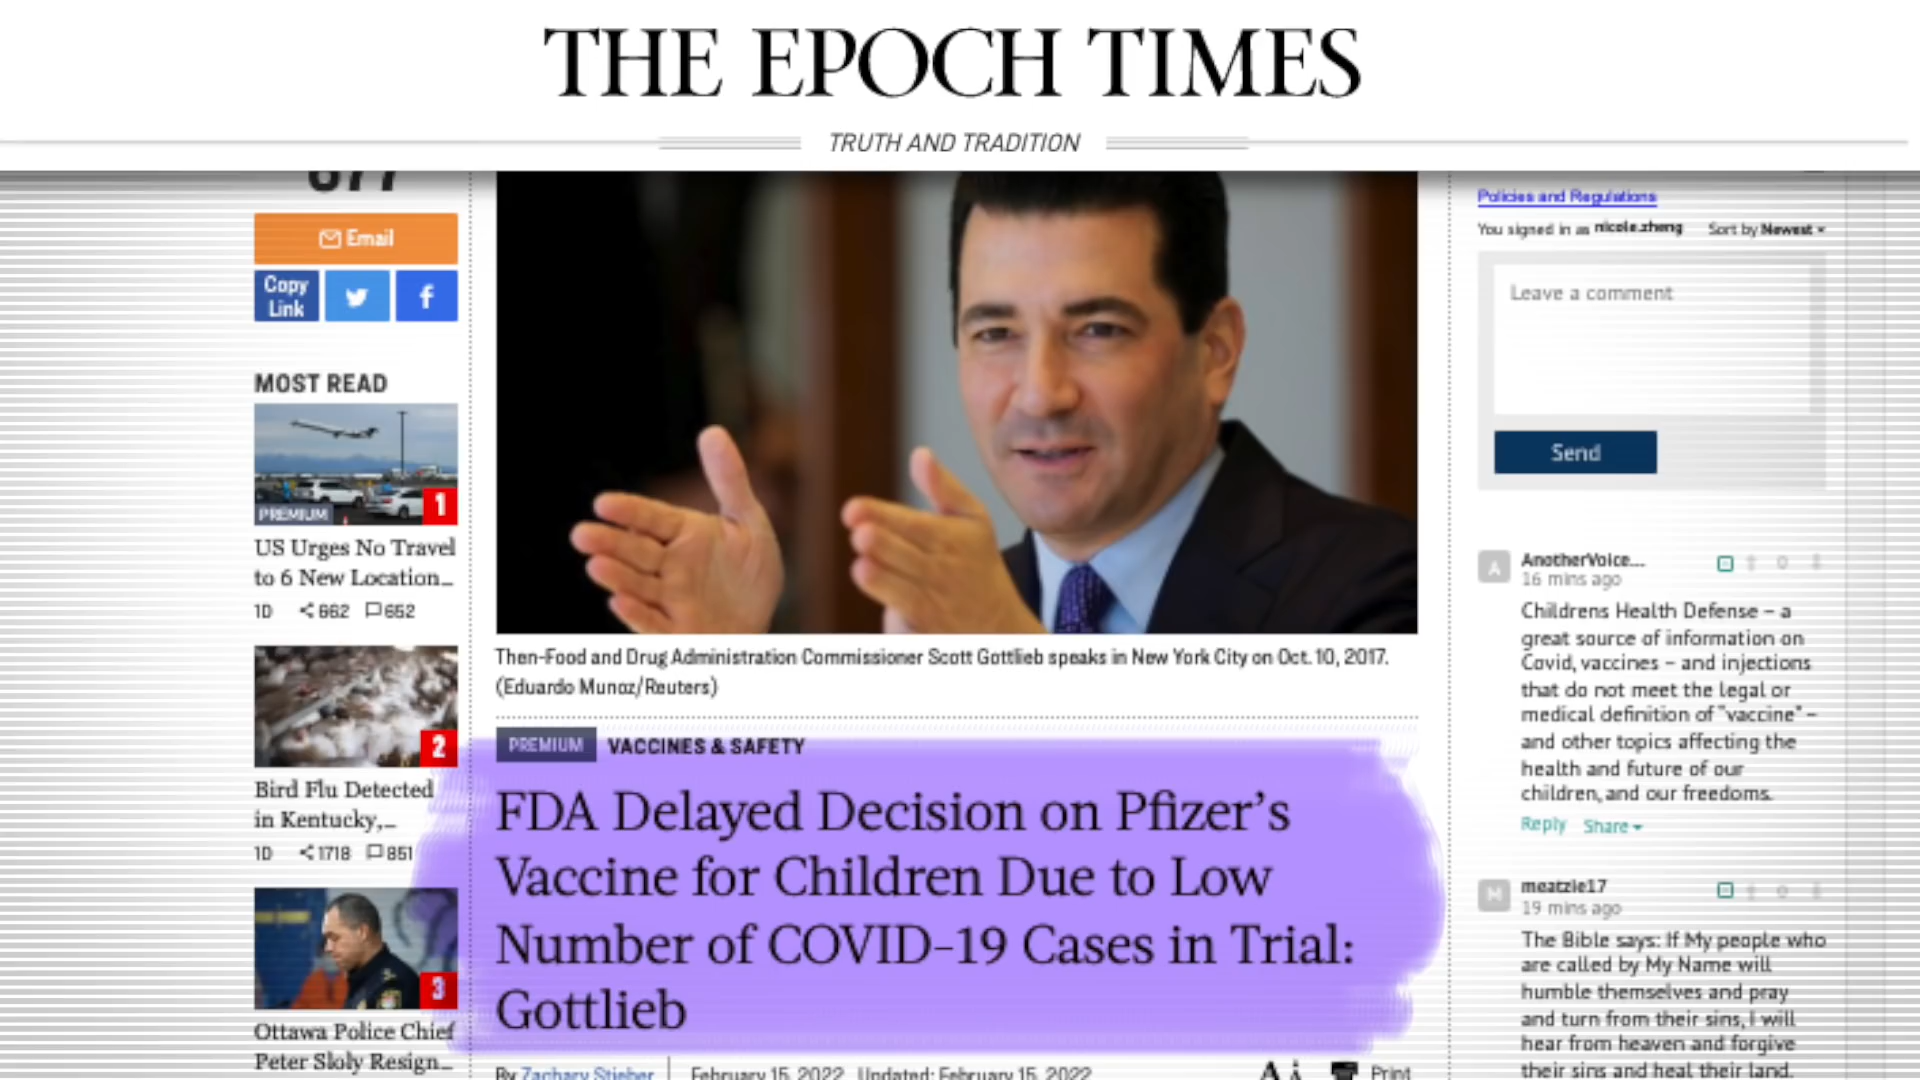 THE EPOCH TIMES
TRUTH AND TRADITION
677
Email
Copy
Link
MOST READ
PREMIUM
1
US Urges No Travel
to 6 New Location...
1D 662 652
2
Bird Flu Detected
in Kentucky,...
1D 1718 851
3
Ottawa Police Chief
Peter Sloly Resign...
Then-Food and Drug Administration Commissioner Scott Gottlieb speaks in New York City on Oct. 10, 2017.
(Eduardo Munoz/Reuters)
PREMIUM VACCINES & SAFETY
FDA Delayed Decision on Pfizer's
Vaccine for Children Due to Low
Number of COVID-19 Cases in Trial:
Gottlieb
By Zachary Stieber February 15, 2022 Updated: February 15, 2022
Print
Policies and Regulations
You signed in as nicole.zheng Sort by Newest
Leave a comment
Send
A
AnotherVoice...
0
16 mins ago
Childrens Health Defense – a
great source of information on
Covid, vaccines – and injections
that do not meet the legal or
medical definition of "vaccine" –
and other topics affecting the
health and future of our
children, and our freedoms.
Reply Share
M
meatzie17
0
19 mins ago
The Bible says: If My people who
are called by My Name will
humble themselves and pray
and turn from their sins, I will
hear from heaven and forgive
their sins and heal their land.